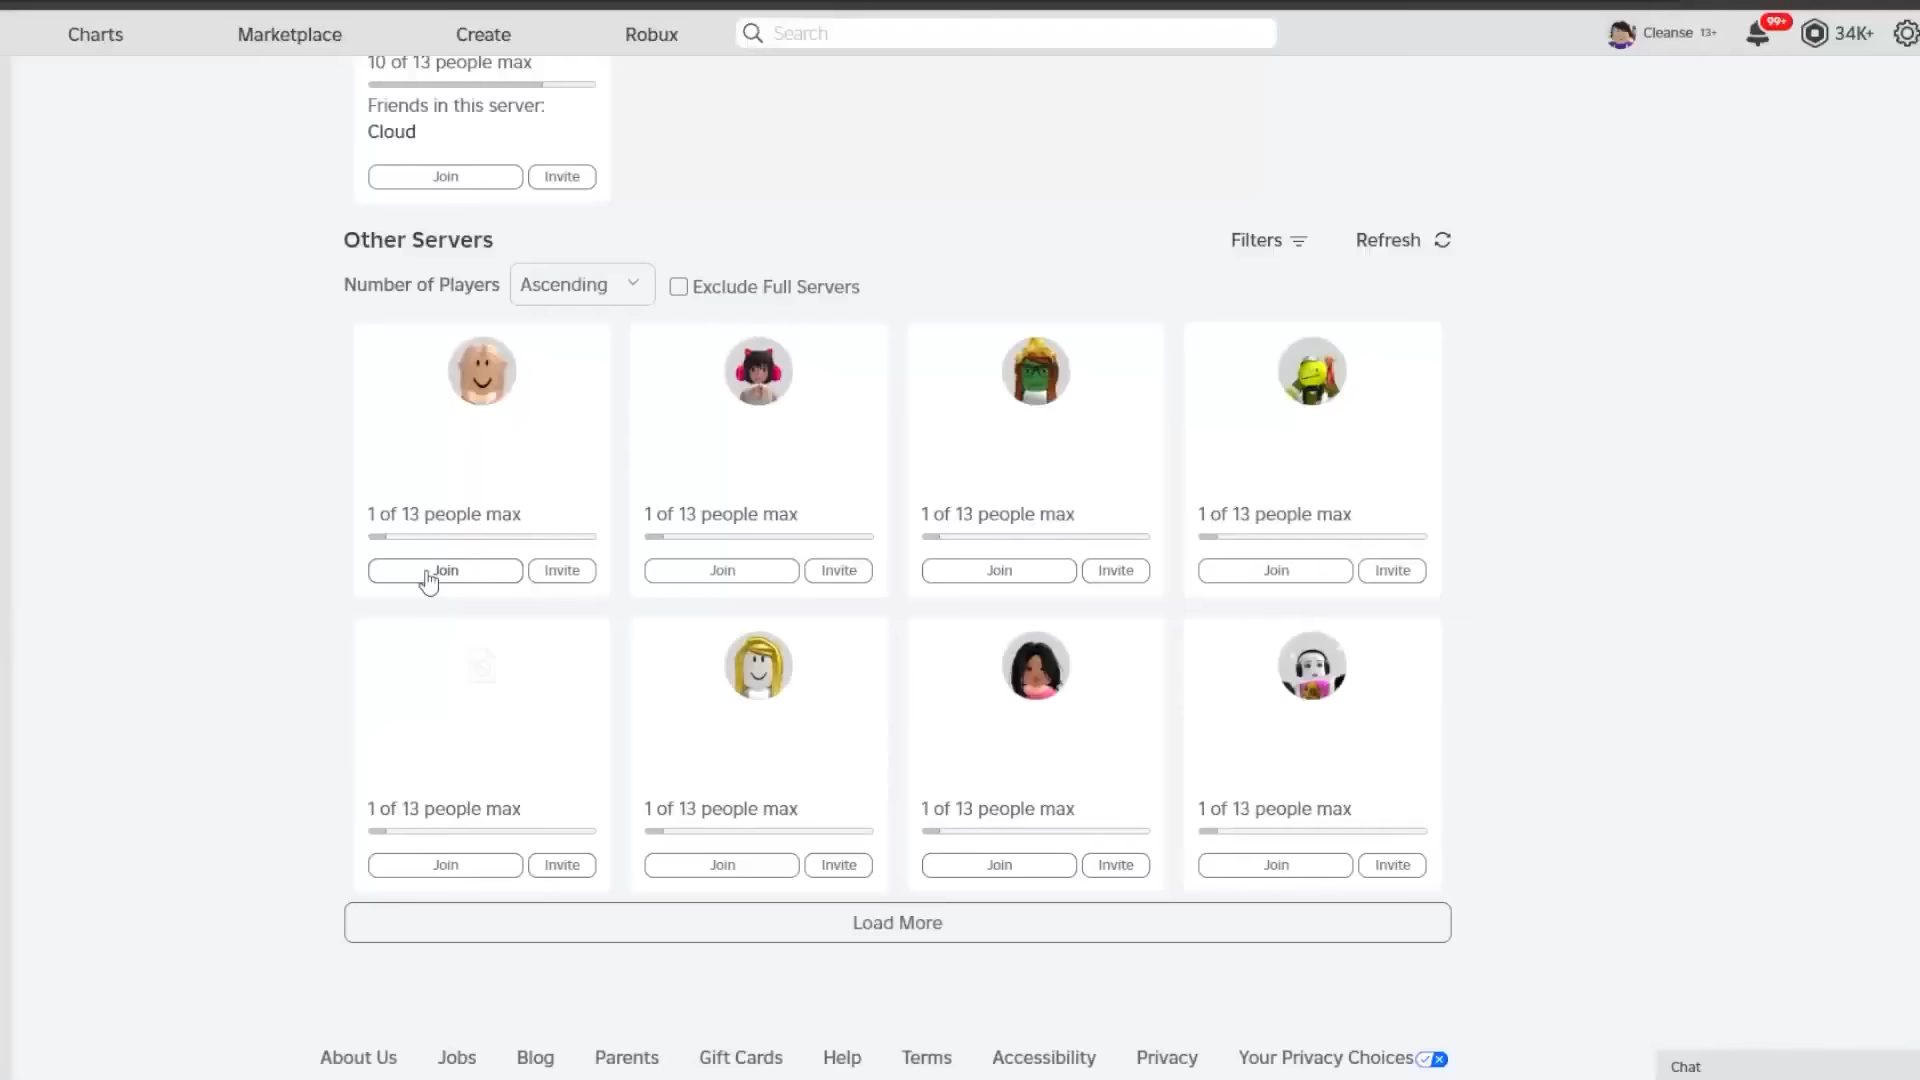 Charts Marketplace Create Robux Search Cleanse 13+ 99+ 34K+
10 of 13 people max
Friends in this server:
Cloud
Join Invite
Other Servers Filters Refresh
Number of Players Ascending Exclude Full Servers
1 of 13 people max 1 of 13 people max 1 of 13 people max 1 of 13 people max
Join Invite Join Invite Join Invite Join Invite
1 of 13 people max 1 of 13 people max 1 of 13 people max 1 of 13 people max
Join Invite Join Invite Join Invite Join Invite
Load More
About Us Jobs Blog Parents Gift Cards Help Terms Accessibility Privacy Your Privacy Choices
Chat